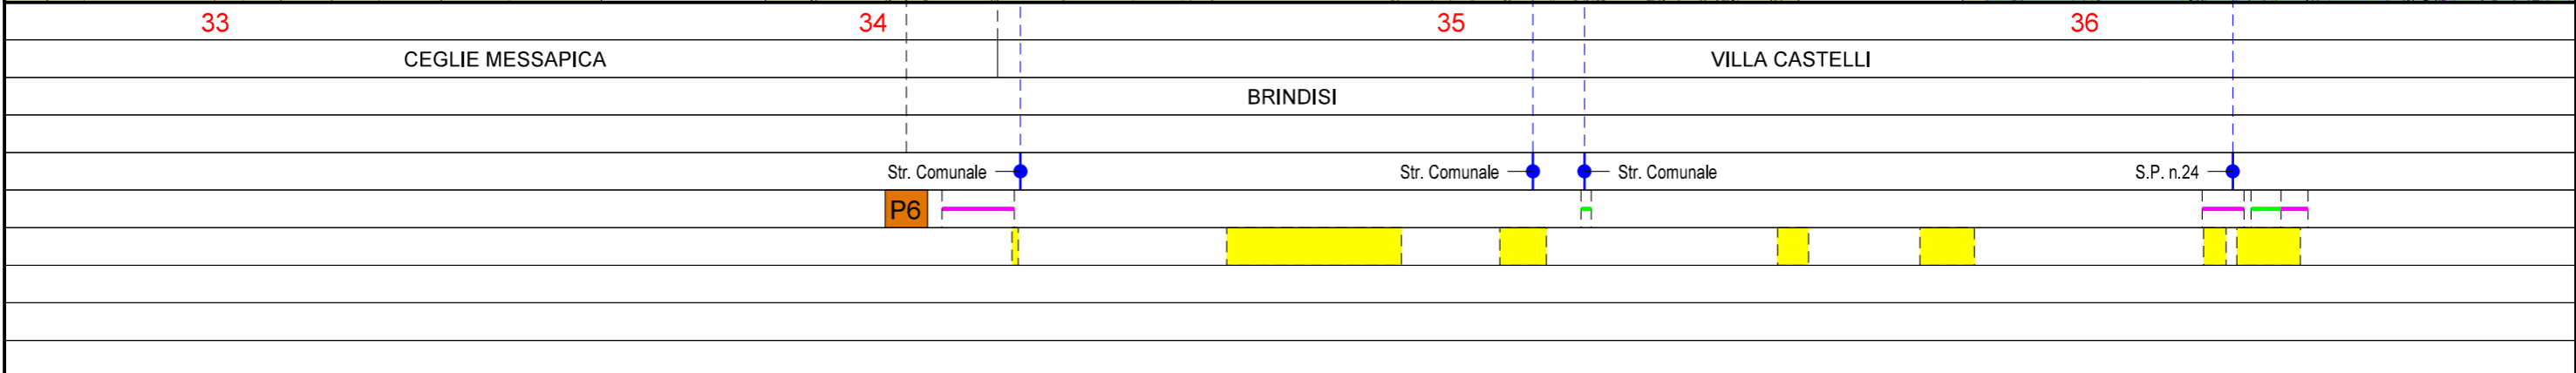 33 34 35 36
CEGLIE MESSAPICA VILLA CASTELLI
BRINDISI
Str. Comunale Str. Comunale Str. Comunale S.P. n.24
P6